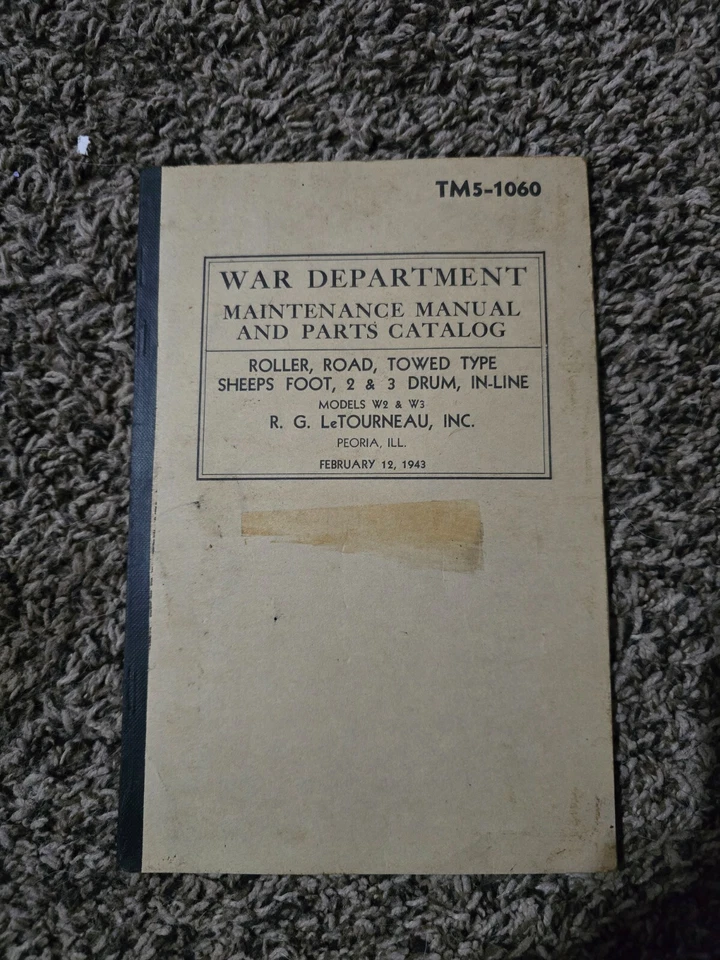 TM5-1060
WAR DEPARTMENT
MAINTENANCE MANUAL
AND PARTS CATALOG
ROLLER, ROAD, TOWED TYPE
SHEEPS FOOT, 2 & 3 DRUM, IN-LINE
MODELS W2 & W3
R. G. LeTOURNEAU, INC.
PEORIA, ILL.
FEBRUARY 12, 1943